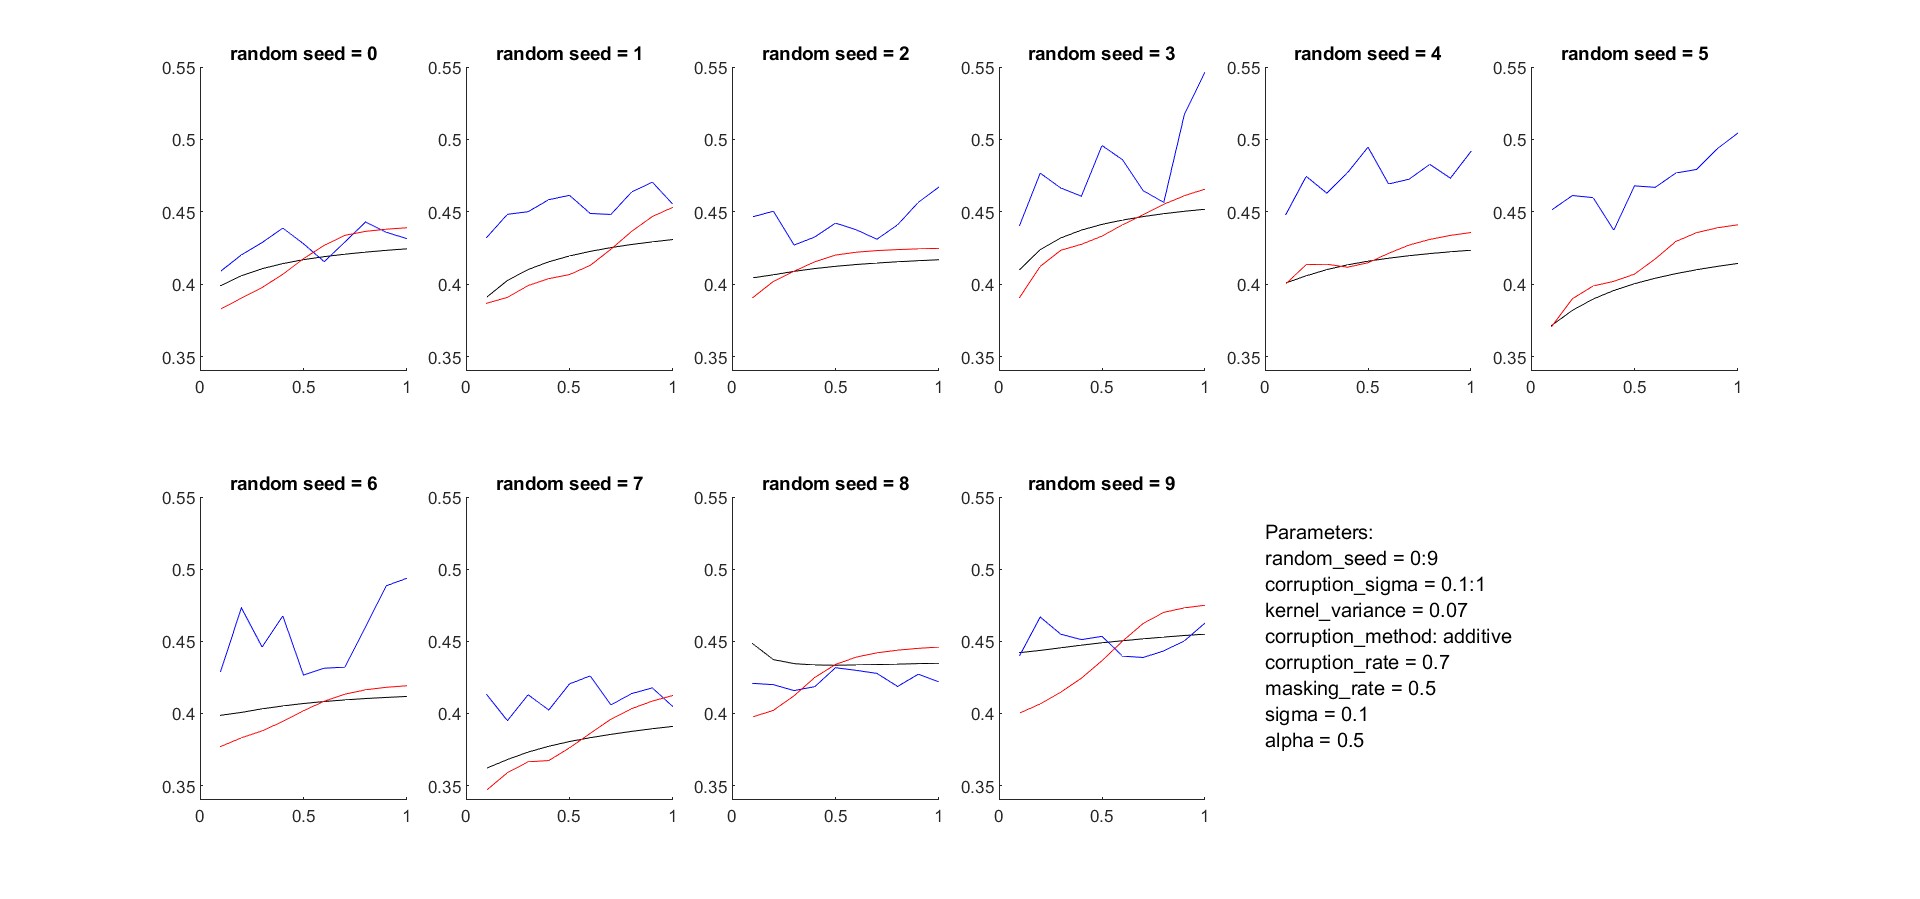 random seed = 0
0.55
0.5
0.45
0.4
0.35
0 0.5 1
random seed = 1
0.55
0.5
0.45
0.4
0.35
0 0.5 1
random seed = 2
0.55
0.5
0.45
0.4
0.35
0 0.5 1
random seed = 3
0.55
0.5
0.45
0.4
0.35
0 0.5 1
random seed = 4
0.55
0.5
0.45
0.4
0.35
0 0.5 1
random seed = 5
0.55
0.5
0.45
0.4
0.35
0 0.5 1
random seed = 6
0.55
0.5
0.45
0.4
0.35
0 0.5 1
random seed = 7
0.55
0.5
0.45
0.4
0.35
0 0.5 1
random seed = 8
0.55
0.5
0.45
0.4
0.35
0 0.5 1
random seed = 9
0.55
0.5
0.45
0.4
0.35
0 0.5 1
Parameters:
random_seed = 0:9
corruption_sigma = 0.1:1
kernel_variance = 0.07
corruption_method: additive
corruption_rate = 0.7
masking_rate = 0.5
sigma = 0.1
alpha = 0.5